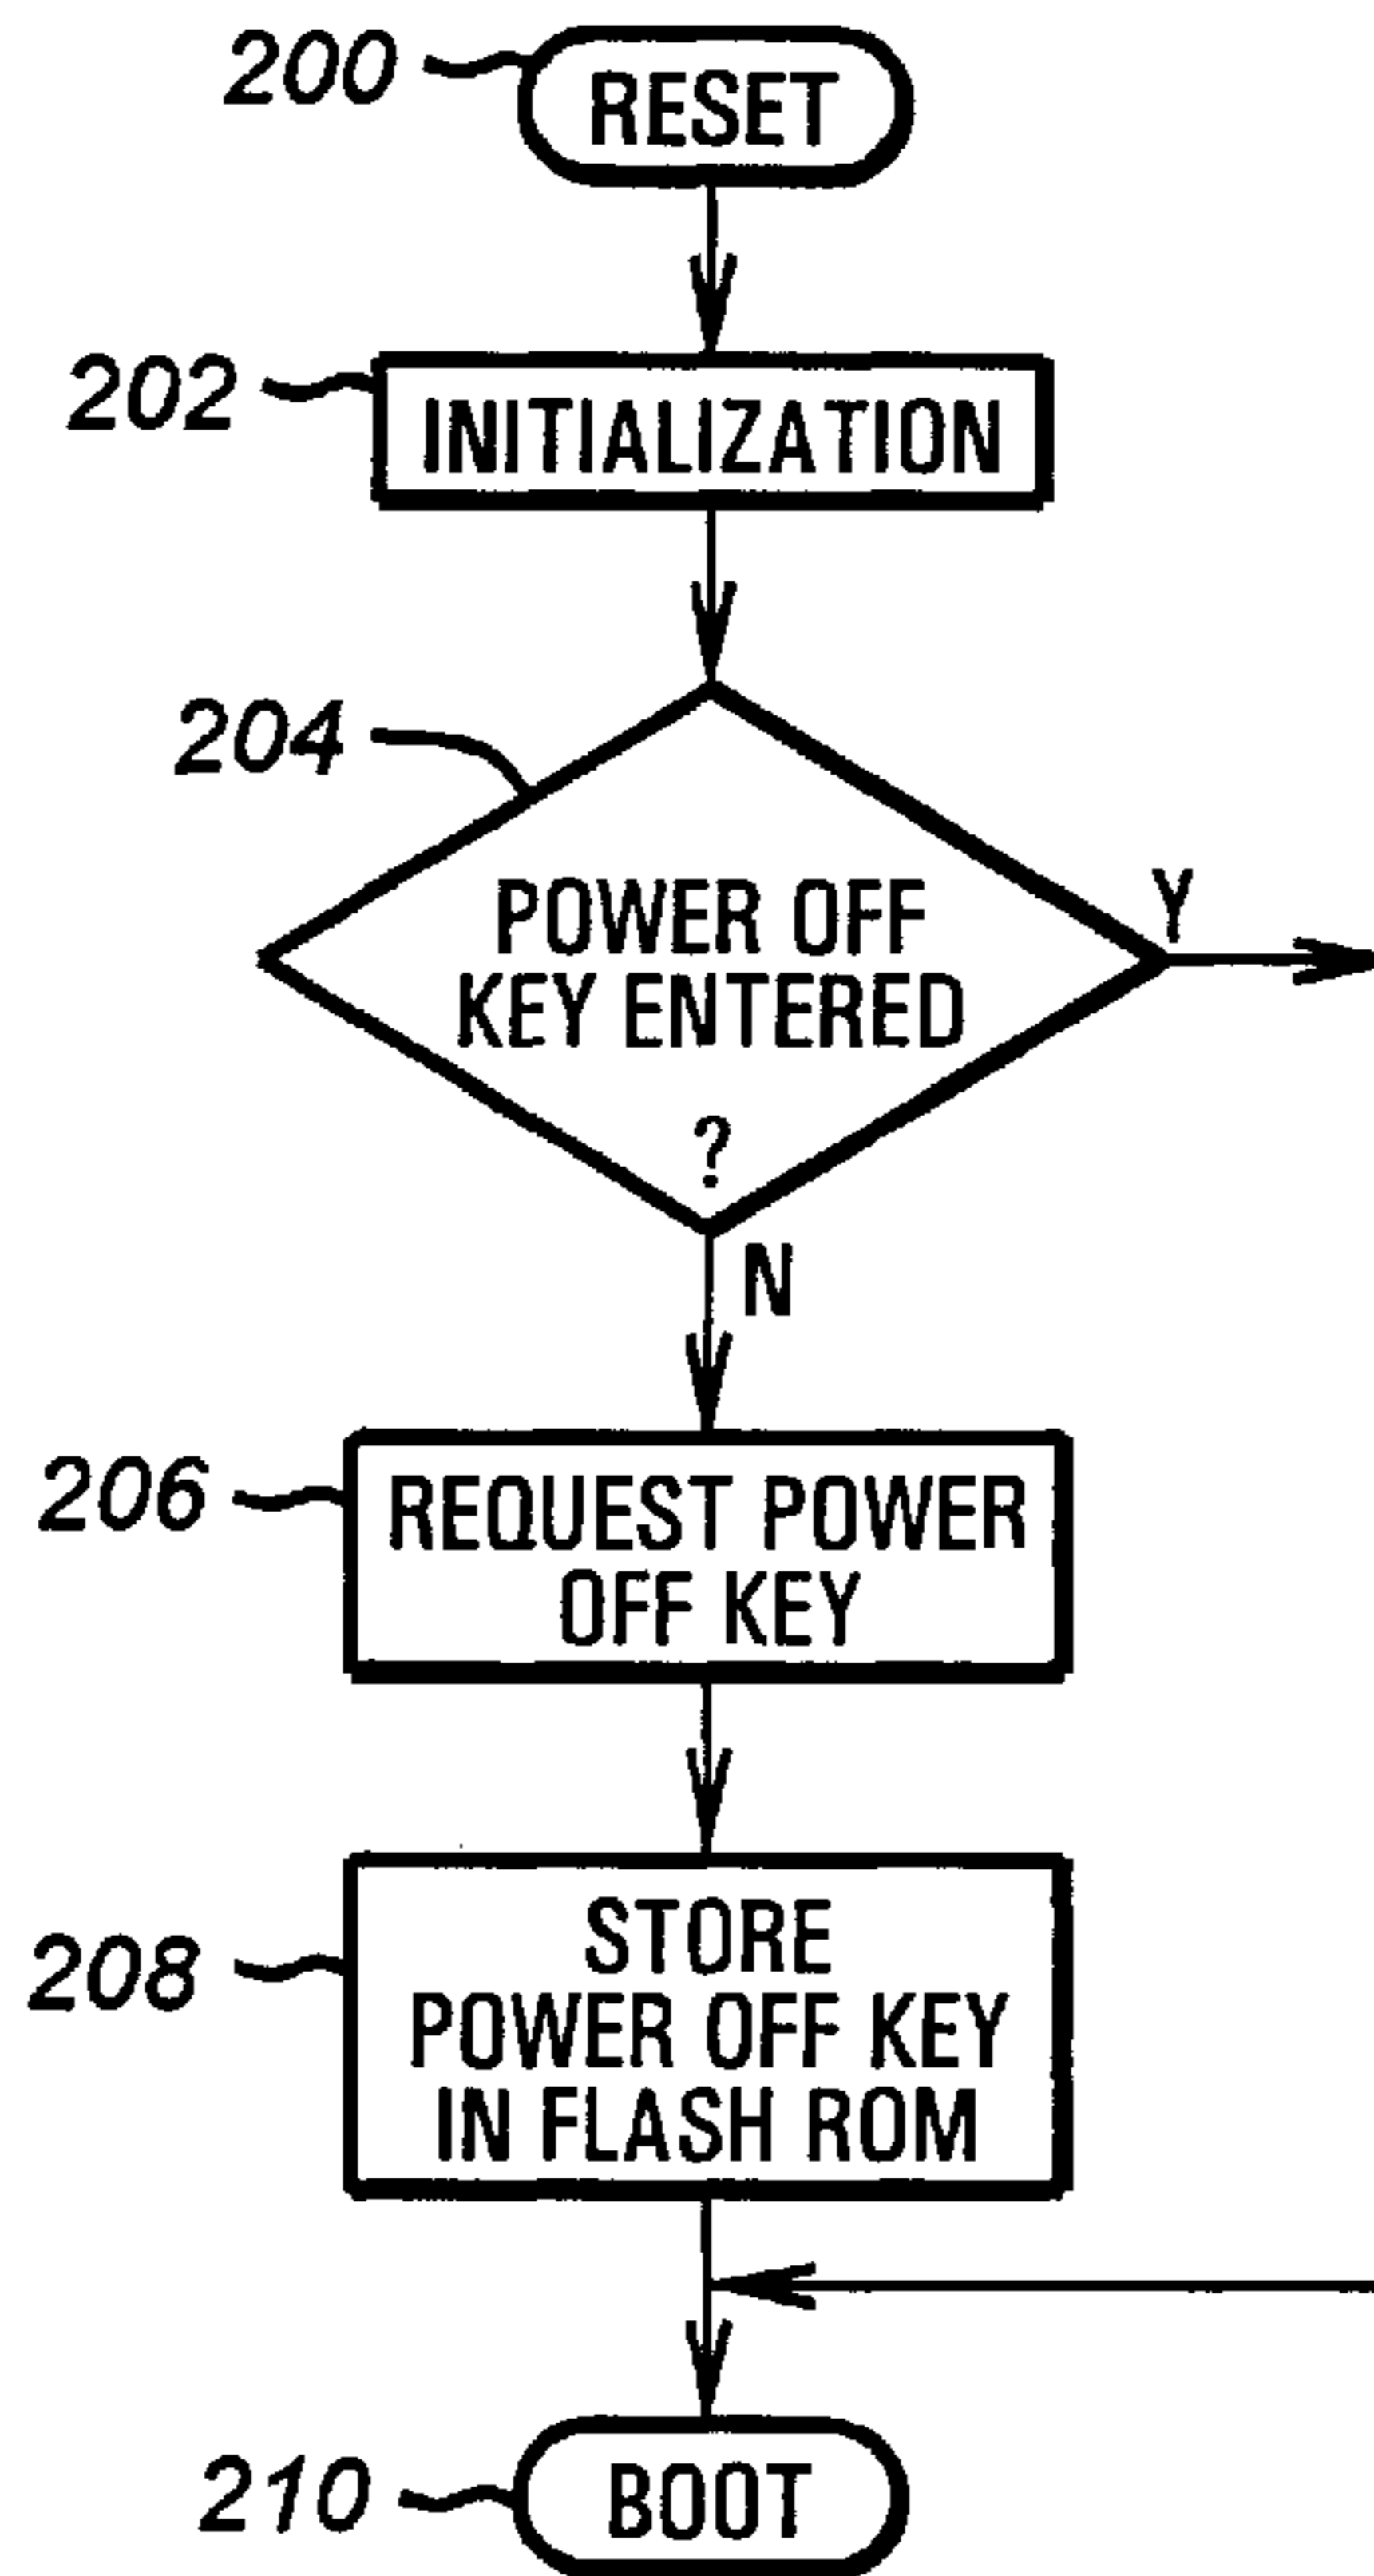 200
RESET
202
INITIALIZATION
204
POWER OFF
KEY ENTERED
?
Y
N
206
REQUEST POWER
OFF KEY
208
STORE
POWER OFF KEY
IN FLASH ROM
210
BOOT